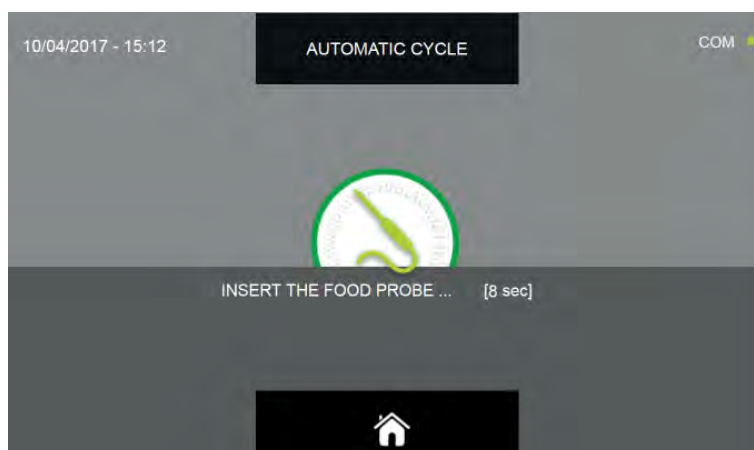 10/04/2017 - 15:12
AUTOMATIC CYCLE
COM
INSERT THE FOOD PROBE ... [8 sec]